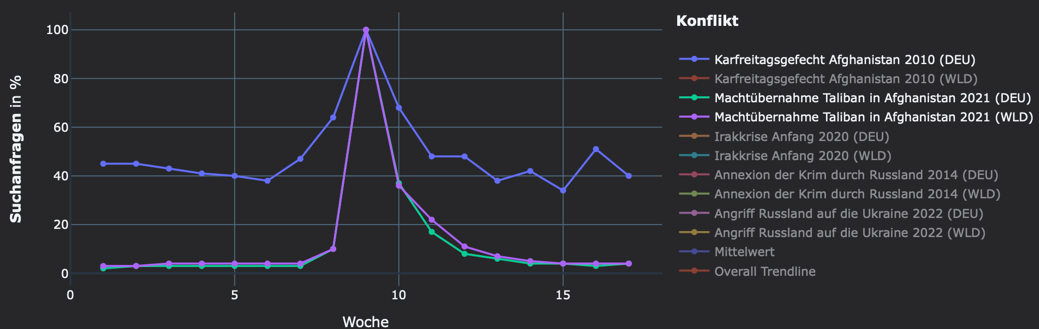 Konflikt
Karfreitagsgefecht Afghanistan 2010 (DEU)
Karfreitagsgefecht Afghanistan 2010 (WLD)
Machtübernahme Taliban in Afghanistan 2021 (DEU)
Machtübernahme Taliban in Afghanistan 2021 (WLD)
Irakkrise Anfang 2020 (DEU)
Irakkrise Anfang 2020 (WLD)
Annexion der Krim durch Russland 2014 (DEU)
Annexion der Krim durch Russland 2014 (WLD)
Angriff Russland auf die Ukraine 2022 (DEU)
Angriff Russland auf die Ukraine 2022 (WLD)
Mittelwert
Overall Trendline
Suchanfragen in %
100
80
60
40
20
0
0 5 10 15
Woche